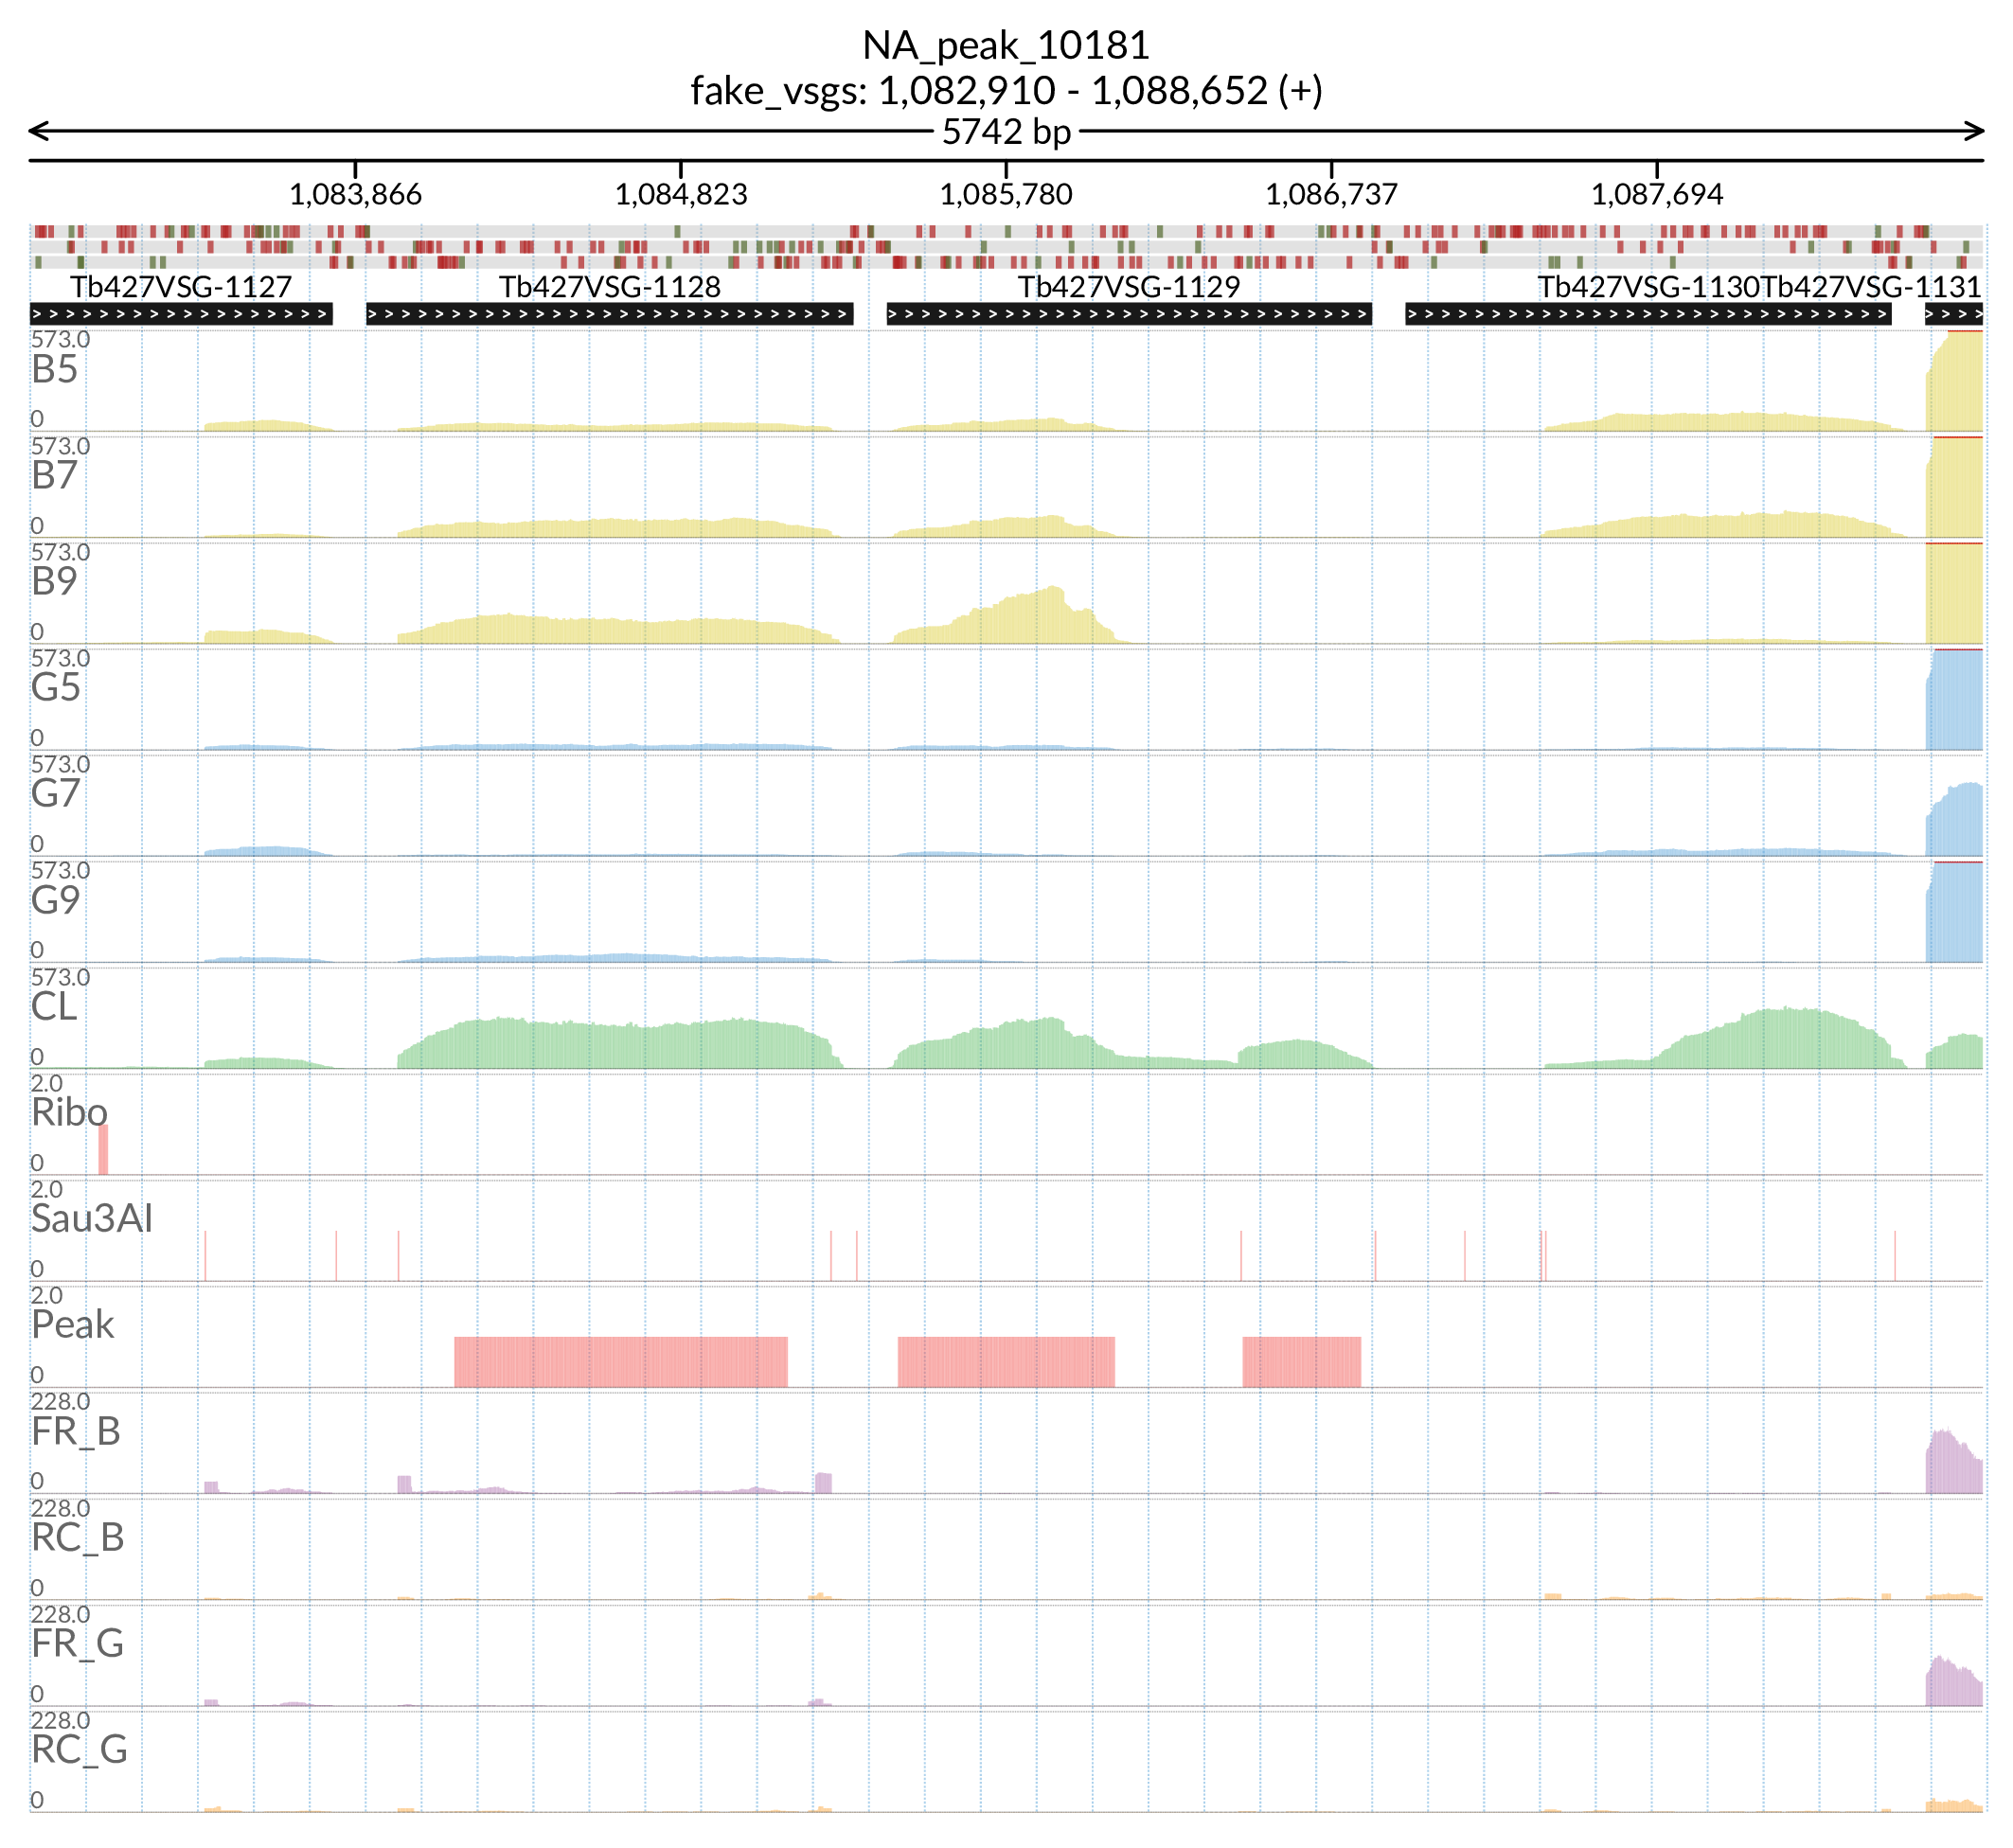 NA_peak_10181
fake_vsgs: 1,082,910 - 1,088,652 (+)
5742 bp
1,083,866 1,084,823 1,085,780 1,086,737 1,087,694
Tb427VSG-1127 Tb427VSG-1128 Tb427VSG-1129 Tb427VSG-1130 Tb427VSG-1131
573.0
B5
0
573.0
B7
0
573.0
B9
0
573.0
G5
0
573.0
G7
0
573.0
G9
0
573.0
CL
0
2.0
Ribo
0
2.0
Sau3AI
0
2.0
Peak
0
228.0
FR_B
0
228.0
RC_B
0
228.0
FR_G
0
228.0
RC_G
0